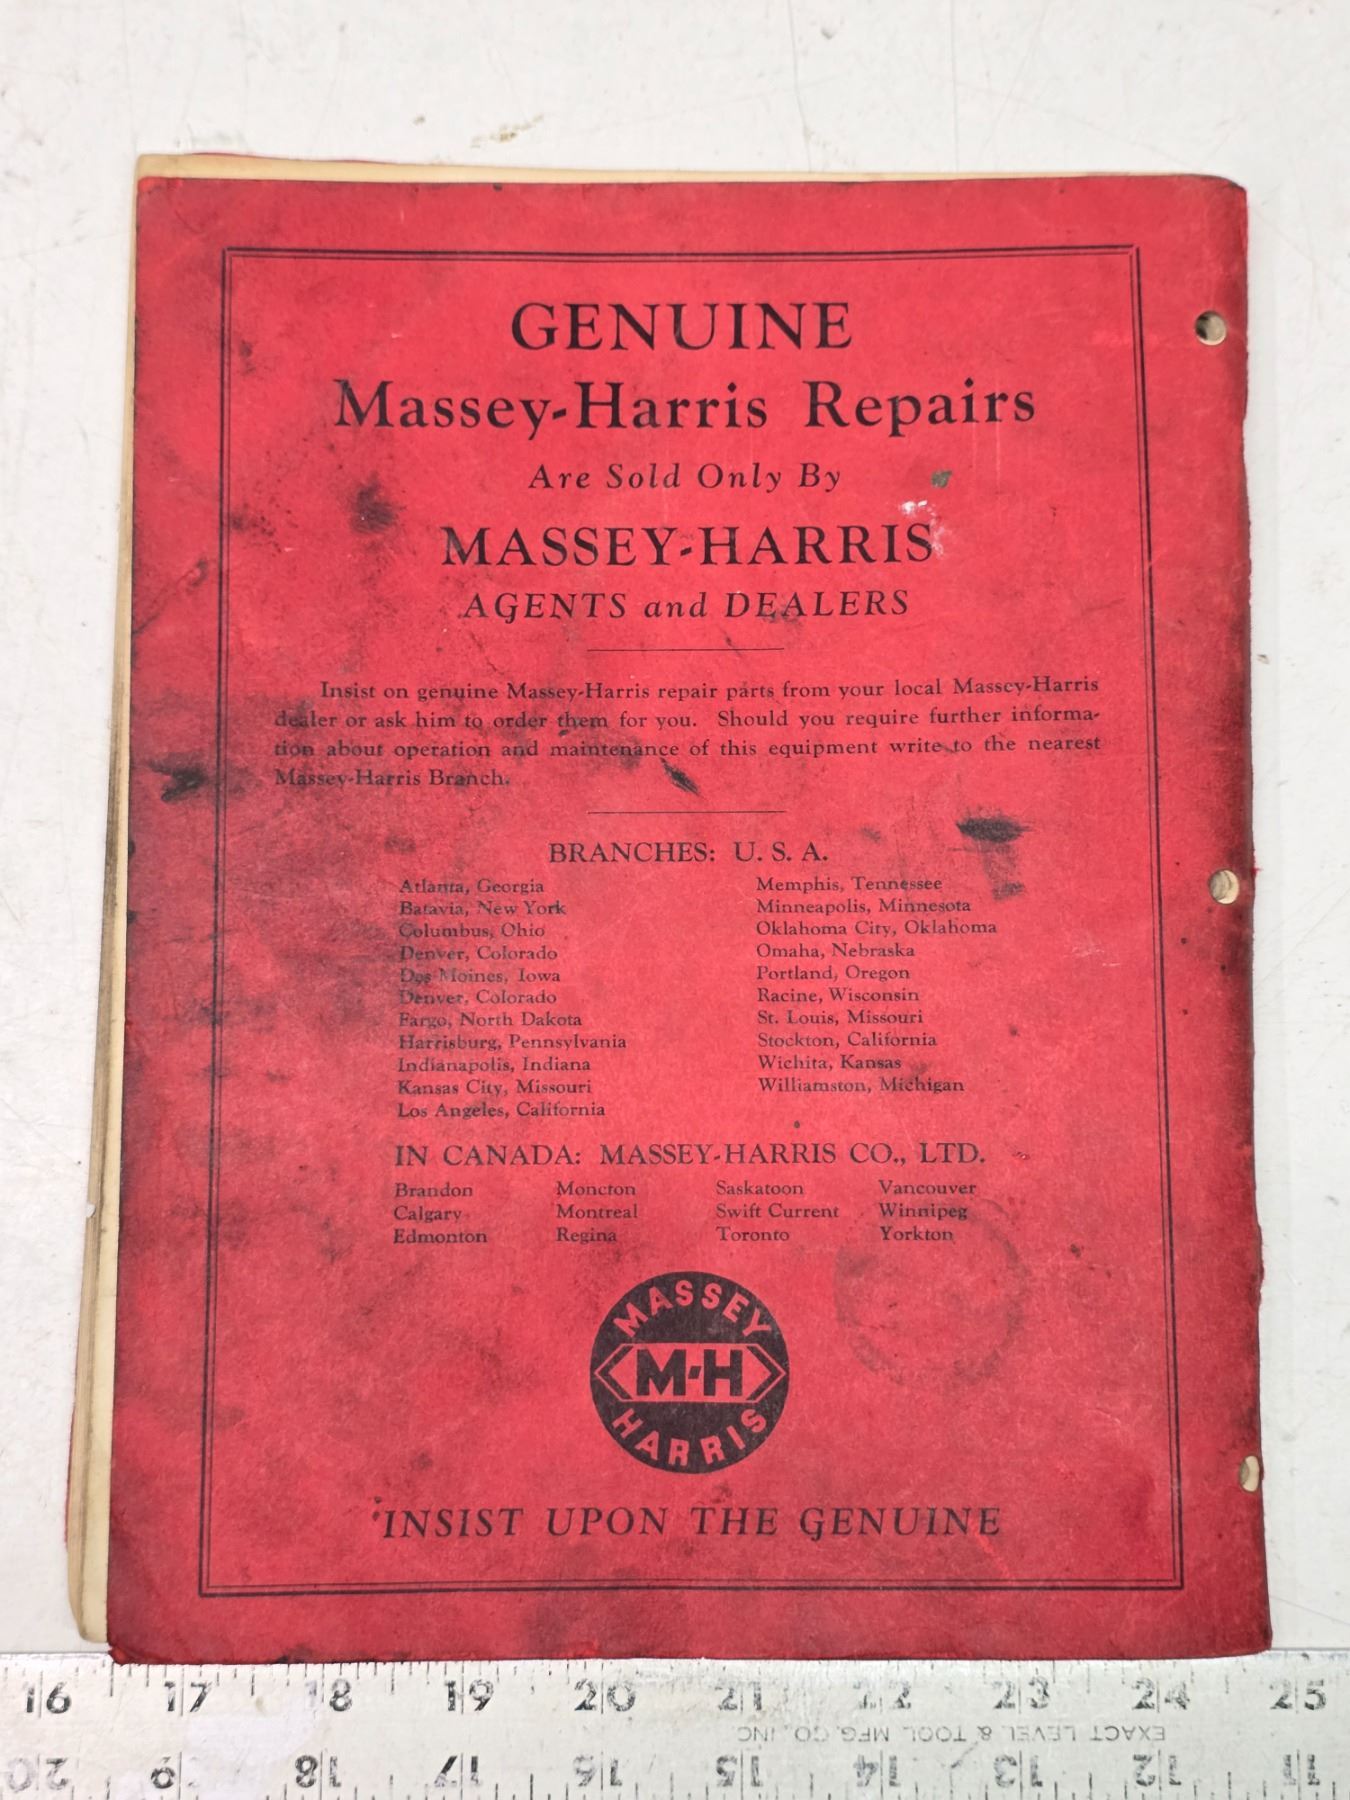 GENUINE
Massey-Harris Repairs
Are Sold Only By
MASSEY-HARRIS
AGENTS and DEALERS
Insist on genuine Massey-Harris repair parts from your local Massey-Harris
dealer or ask him to order them for you. Should you require further informa-
tion about operation and maintenance of this equipment write to the nearest
Massey-Harris Branch.
BRANCHES: U. S. A.
Atlanta, Georgia
Batavia, New York
Columbus, Ohio
Denver, Colorado
Des Moines, Iowa
Denver, Colorado
Fargo, North Dakota
Harrisburg, Pennsylvania
Indianapolis, Indiana
Kansas City, Missouri
Los Angeles, California
Memphis, Tennessee
Minneapolis, Minnesota
Oklahoma City, Oklahoma
Omaha, Nebraska
Portland, Oregon
Racine, Wisconsin
St. Louis, Missouri
Stockton, California
Wichita, Kansas
Williamston, Michigan
IN CANADA: MASSEY-HARRIS CO., LTD.
Brandon Moncton Saskatoon Vancouver
Calgary Montreal Swift Current Winnipeg
Edmonton Regina Toronto Yorkton
MASSEY
M-H
HARRIS
INSIST UPON THE GENUINE
16 17 18 19 20 21 22 23 24 25
EXACT LEVEL & TOOL MFG. CO. INC
20 19 18 17 16 15 14 13 12 11